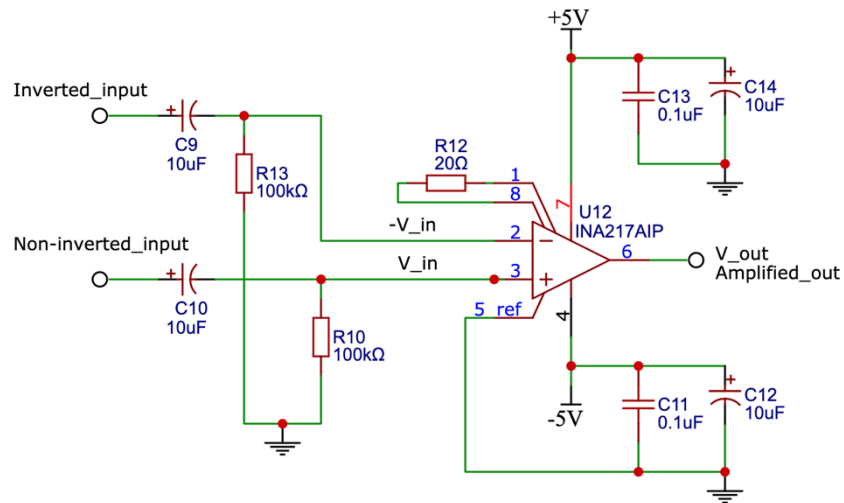 +5V
Inverted_input
+
C9
10uF
R13
100kΩ
R12
20Ω
1
8
C13
0.1uF
+
C14
10uF
7
U12
INA217AIP
-V_in
2
−
Non-inverted_input
V_in
3
+
6
V_out
Amplified_out
+
C10
10uF
R10
100kΩ
5 ref
4
-5V
C11
0.1uF
+
C12
10uF